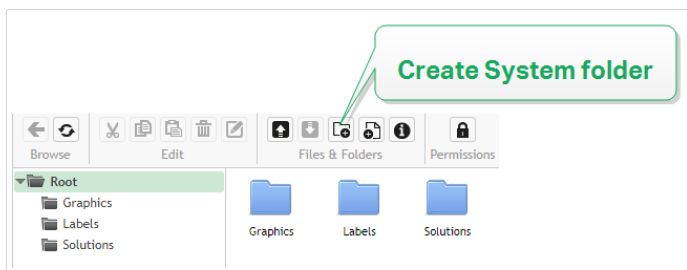 Create System folder
Browse Edit Files & Folders Permissions
Root
Graphics
Labels
Solutions
Graphics Labels Solutions